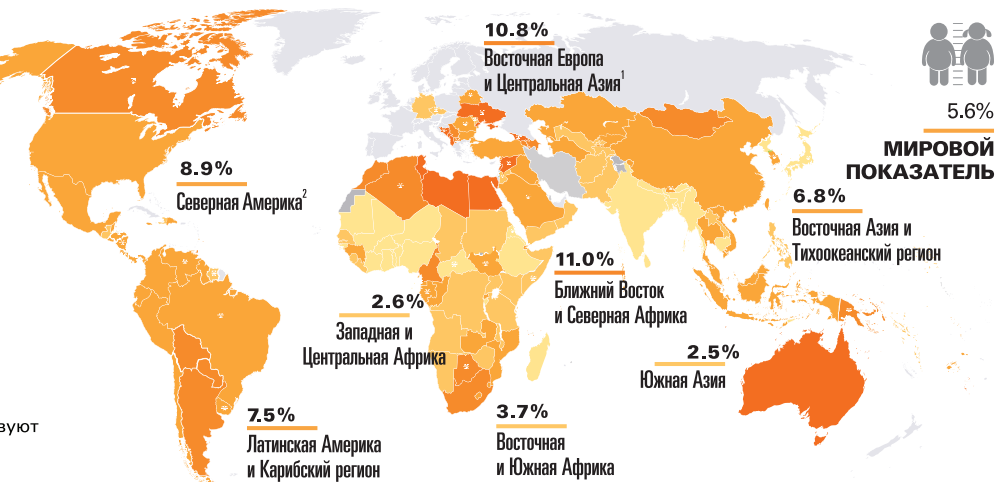 10.8%
Восточная Европа
и Центральная Азия¹
5.6%
МИРОВОЙ
ПОКАЗАТЕЛЬ
8.9%
Северная Америка²
6.8%
Восточная Азия и
Тихоокеанский регион
11.0%
Ближний Восток
и Северная Африка
2.6%
Западная и
Центральная Африка
2.5%
Южная Азия
7.5%
Латинская Америка
и Карибский регион
3.7%
Восточная
и Южная Африка
вуют